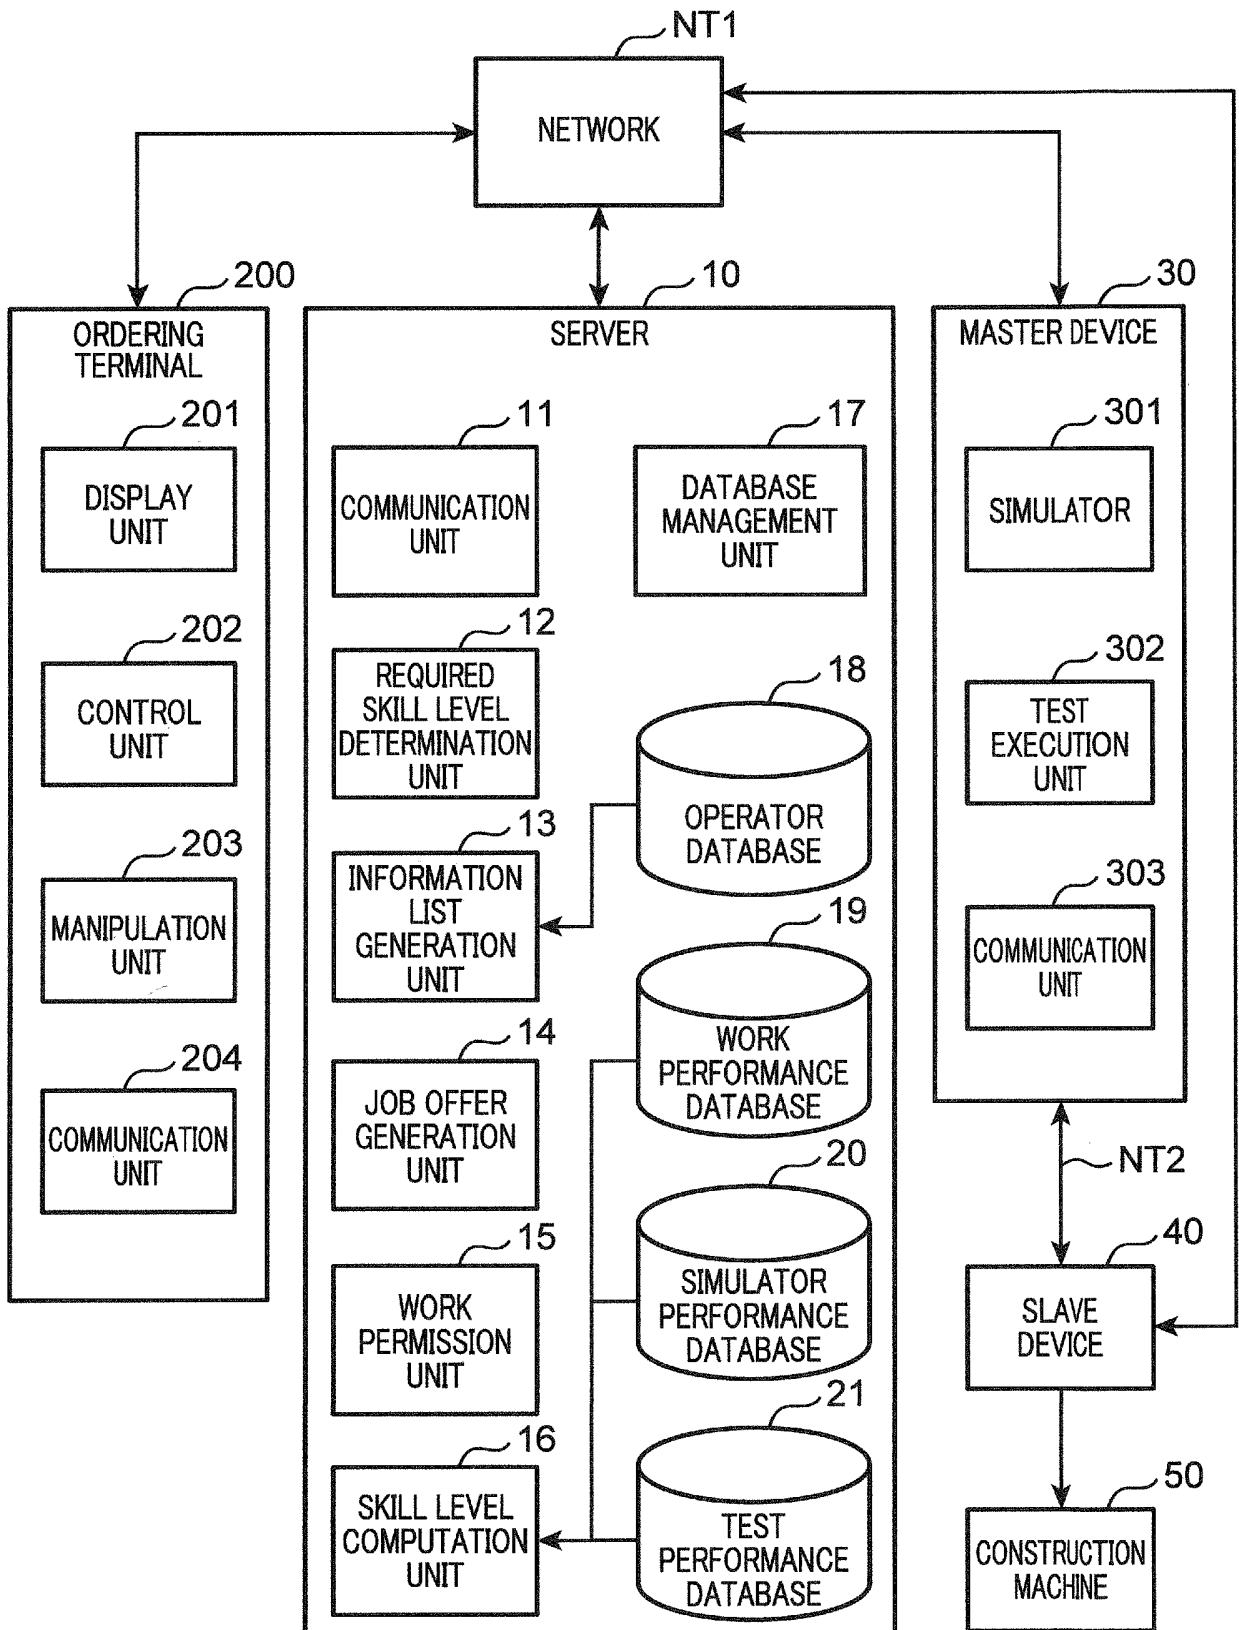 NT1
NETWORK
200
ORDERING
TERMINAL
201
DISPLAY
UNIT
202
CONTROL
UNIT
203
MANIPULATION
UNIT
204
COMMUNICATION
UNIT
10
SERVER
11
COMMUNICATION
UNIT
17
DATABASE
MANAGEMENT
UNIT
12
REQUIRED
SKILL LEVEL
DETERMINATION
UNIT
18
OPERATOR
DATABASE
13
INFORMATION
LIST
GENERATION
UNIT
19
WORK
PERFORMANCE
DATABASE
14
JOB OFFER
GENERATION
UNIT
20
SIMULATOR
PERFORMANCE
DATABASE
15
WORK
PERMISSION
UNIT
21
TEST
PERFORMANCE
DATABASE
16
SKILL LEVEL
COMPUTATION
UNIT
30
MASTER DEVICE
301
SIMULATOR
302
TEST
EXECUTION
UNIT
303
COMMUNICATION
UNIT
NT2
40
SLAVE
DEVICE
50
CONSTRUCTION
MACHINE